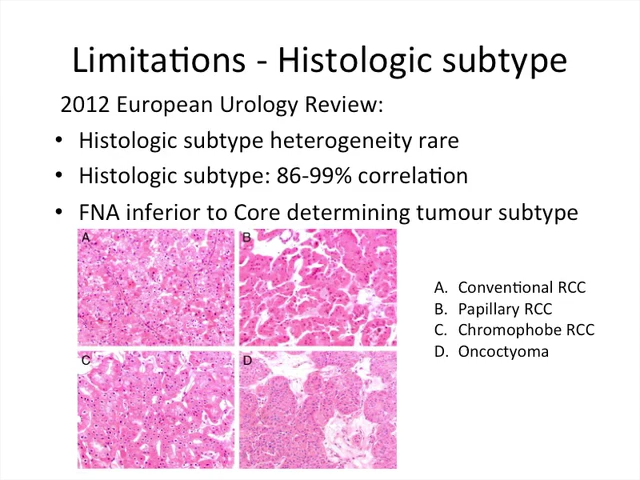 Limitations - Histologic subtype
2012 European Urology Review:
• Histologic subtype heterogeneity rare
• Histologic subtype: 86-99% correlation
• FNA inferior to Core determining tumour subtype
A
B
A. Conventional RCC
B. Papillary RCC
C. Chromophobe RCC
D. Oncoctyoma
C
D